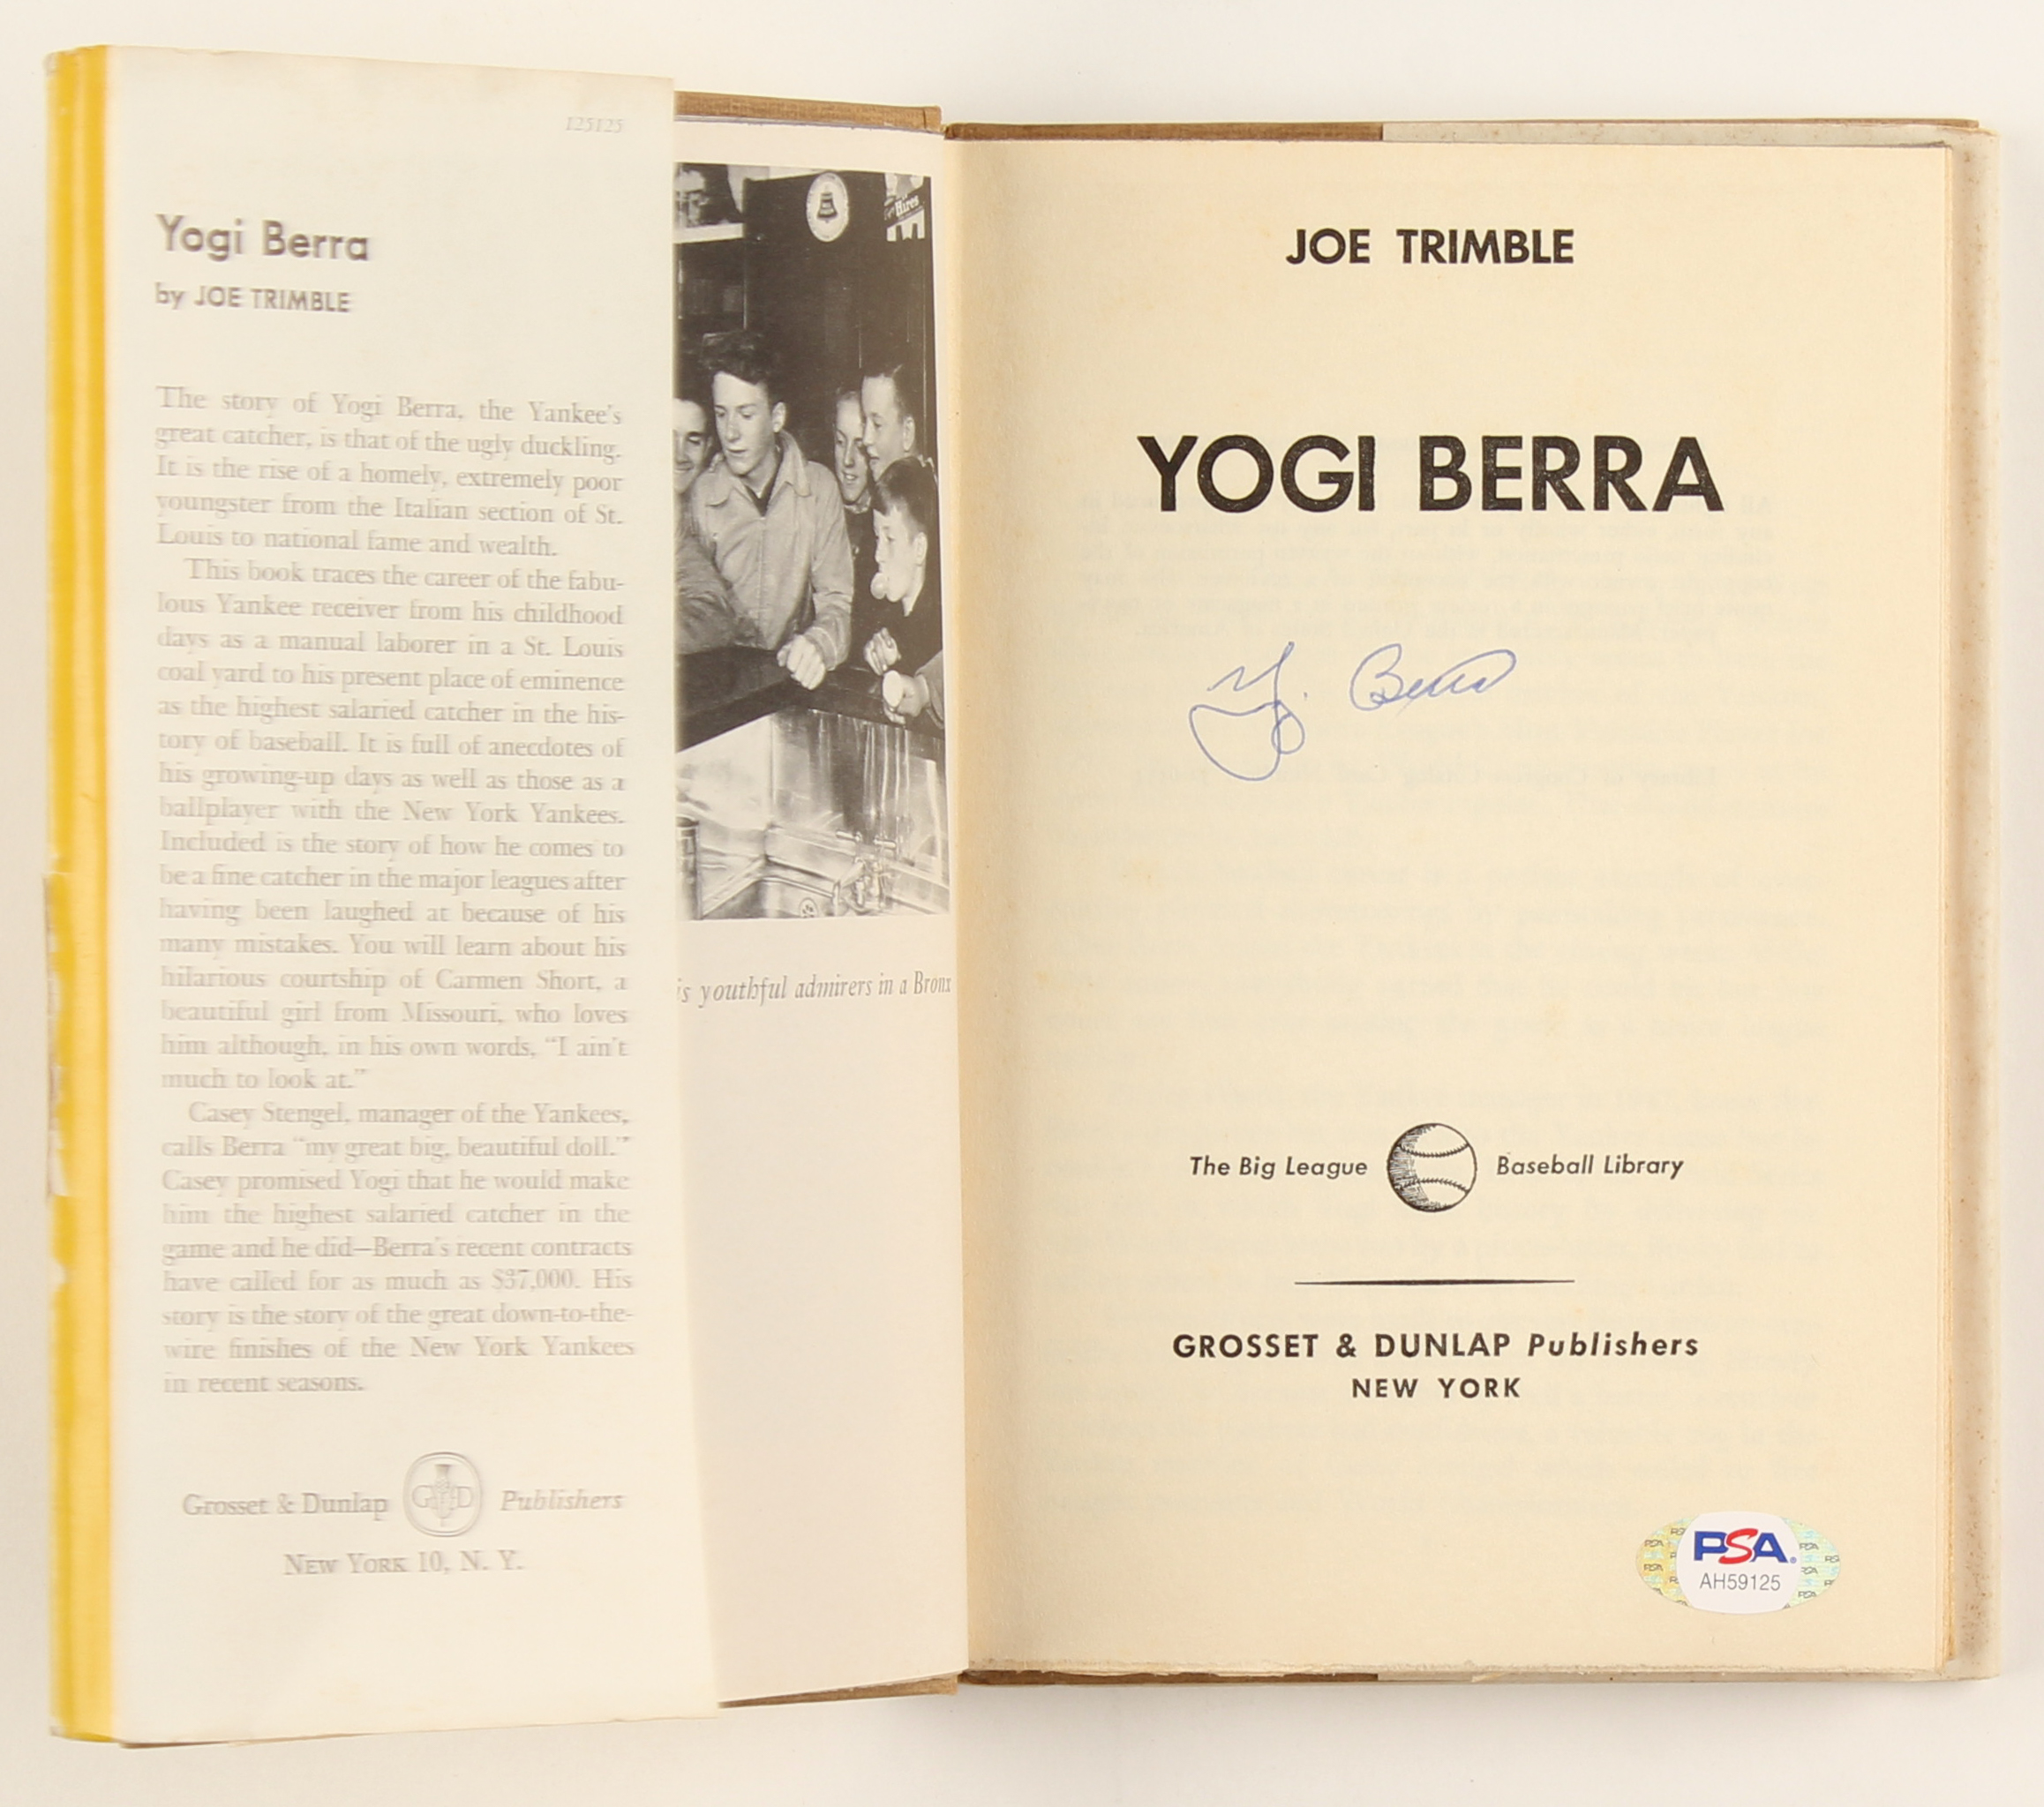 125125
Yogi Berra
by JOE TRIMBLE
The story of Yogi Berra, the Yankee's
great catcher, is that of the ugly duckling.
It is the rise of a homely, extremely poor
youngster from the Italian section of St.
Louis to national fame and wealth.
This book traces the career of the fabu-
lous Yankee receiver from his childhood
days as a manual laborer in a St. Louis
coal yard to his present place of eminence
as the highest salaried catcher in the his-
tory of baseball. It is full of anecdotes of
his growing-up days as well as those as a
ballplayer with the New York Yankees.
Included is the story of how he comes to
be a fine catcher in the major leagues after
having been laughed at because of his
many mistakes. You will learn about his
hilarious courtship of Carmen Short, a
beautiful girl from Missouri, who loves
him although, in his own words, "I ain't
much to look at."
Casey Stengel, manager of the Yankees,
calls Berra "my great big, beautiful doll."
Casey promised Yogi that he would make
him the highest salaried catcher in the
game and he did—Berra's recent contracts
have called for as much as $37,000. His
story is the story of the great down-to-the-
wire finishes of the New York Yankees
in recent seasons.
Grosset & Dunlap G D Publishers
NEW YORK 10, N. Y.
Hires
is youthful admirers in a Bronx
JOE TRIMBLE
YOGI BERRA
Yogi Berra
The Big League Baseball Library
GROSSET & DUNLAP Publishers
NEW YORK
PSA
AH59125